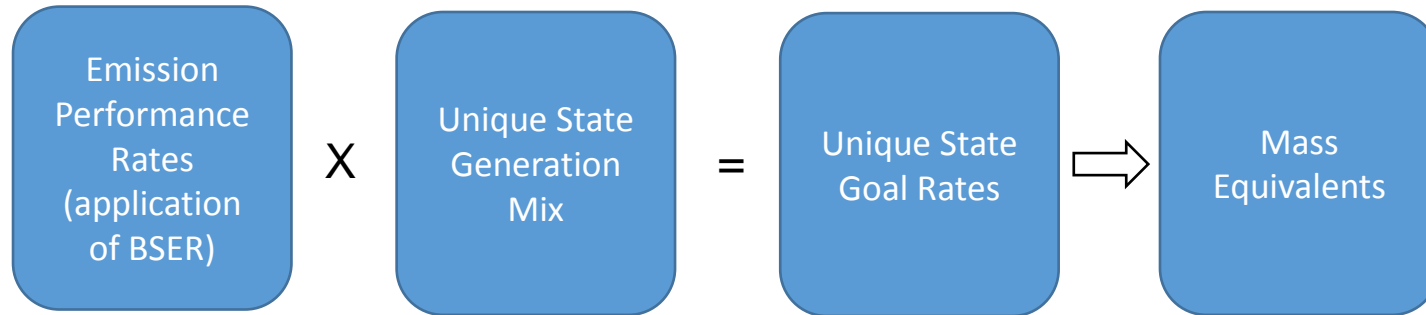 Emission
Performance
Rates
(application
of BSER)
X
Unique State
Generation
Mix
=
Unique State
Goal Rates
Mass
Equivalents